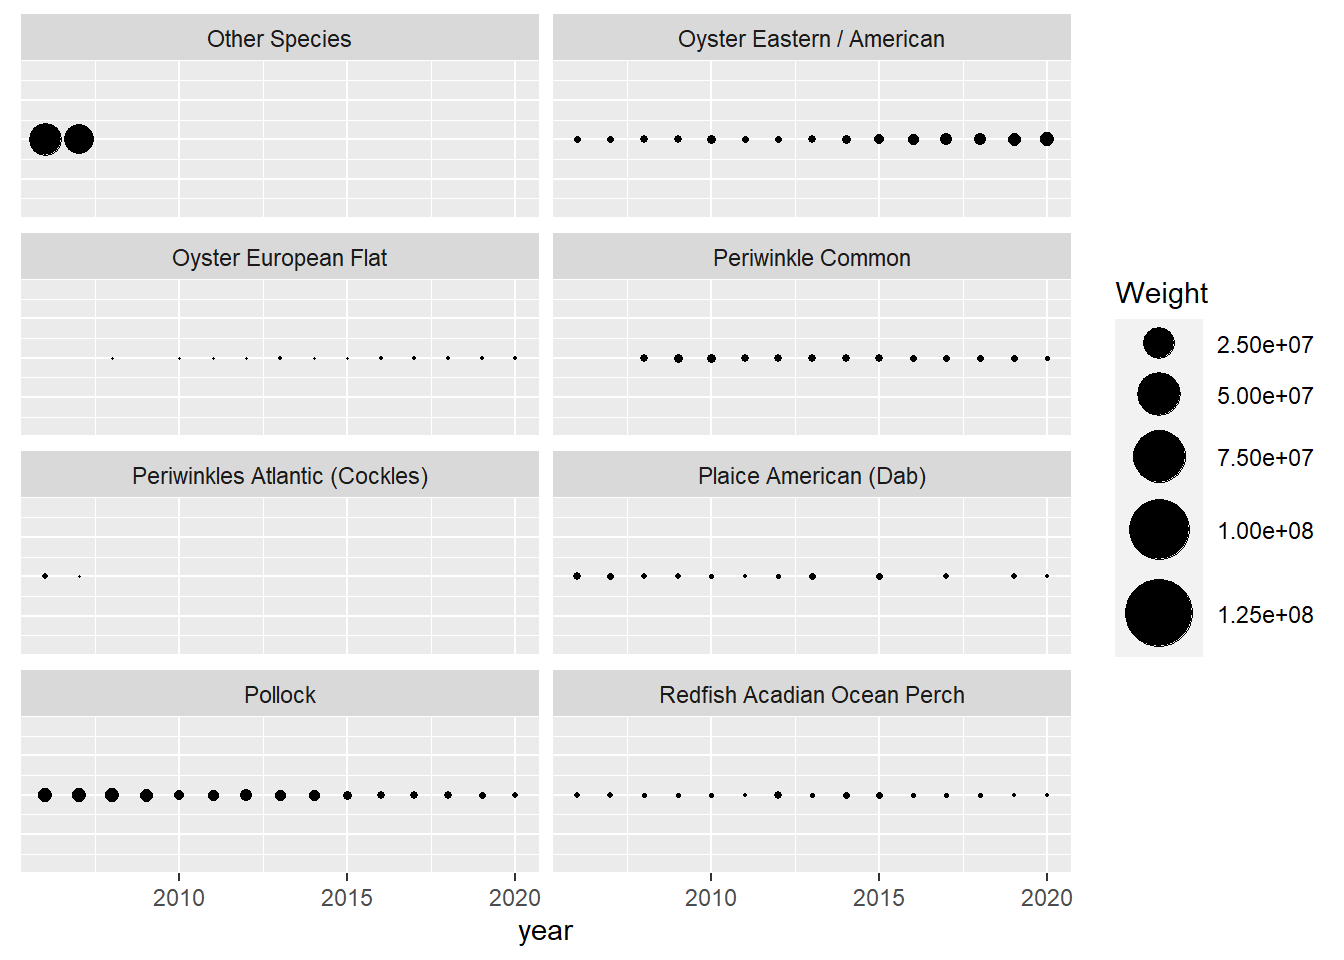 Other Species
Oyster Eastern / American
Oyster European Flat
Periwinkle Common
Periwinkles Atlantic (Cockles)
Plaice American (Dab)
Pollock
Redfish Acadian Ocean Perch
2010 2015 2020
2010 2015 2020
year
Weight
2.50e+07
5.00e+07
7.50e+07
1.00e+08
1.25e+08